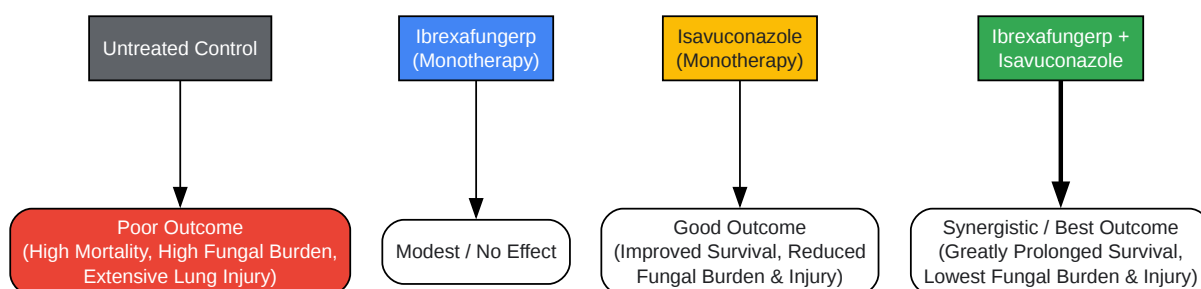 Untreated Control
Ibrexafungerp
(Monotherapy)
Isavuconazole
(Monotherapy)
Ibrexafungerp +
Isavuconazole
Poor Outcome
(High Mortality, High Fungal Burden,
Extensive Lung Injury)
Modest / No Effect
Good Outcome
(Improved Survival, Reduced
Fungal Burden & Injury)
Synergistic / Best Outcome
(Greatly Prolonged Survival,
Lowest Fungal Burden & Injury)